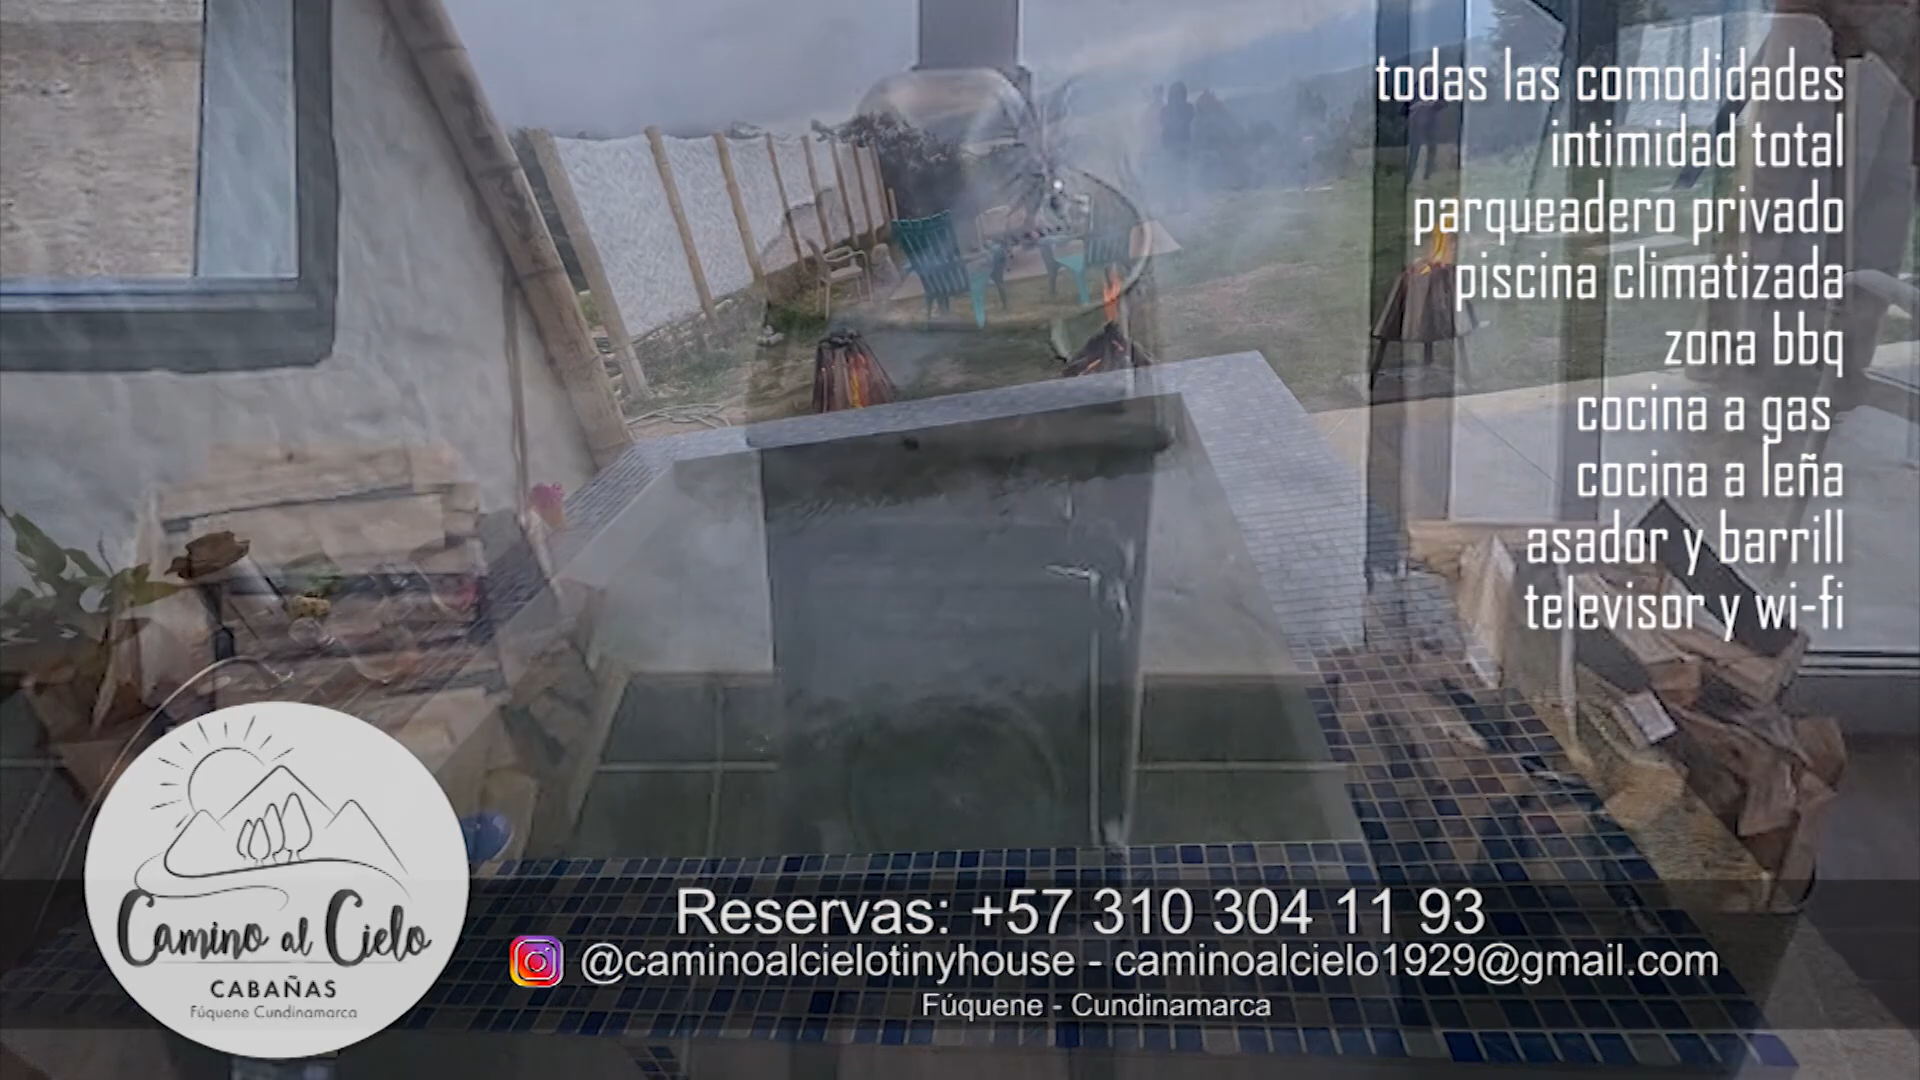 todas las comodidades
intimidad total
parqueadero privado
piscina climatizada
zona bbq
cocina a gas
cocina a leña
asador y barrill
televisor y wi-fi
Camino al Cielo
CABAÑAS
Fúquene Cundinamarca
Reservas: +57 310 304 11 93
@caminoalcielotinyhouse - caminoalcielo1929@gmail.com
Fúquene - Cundinamarca